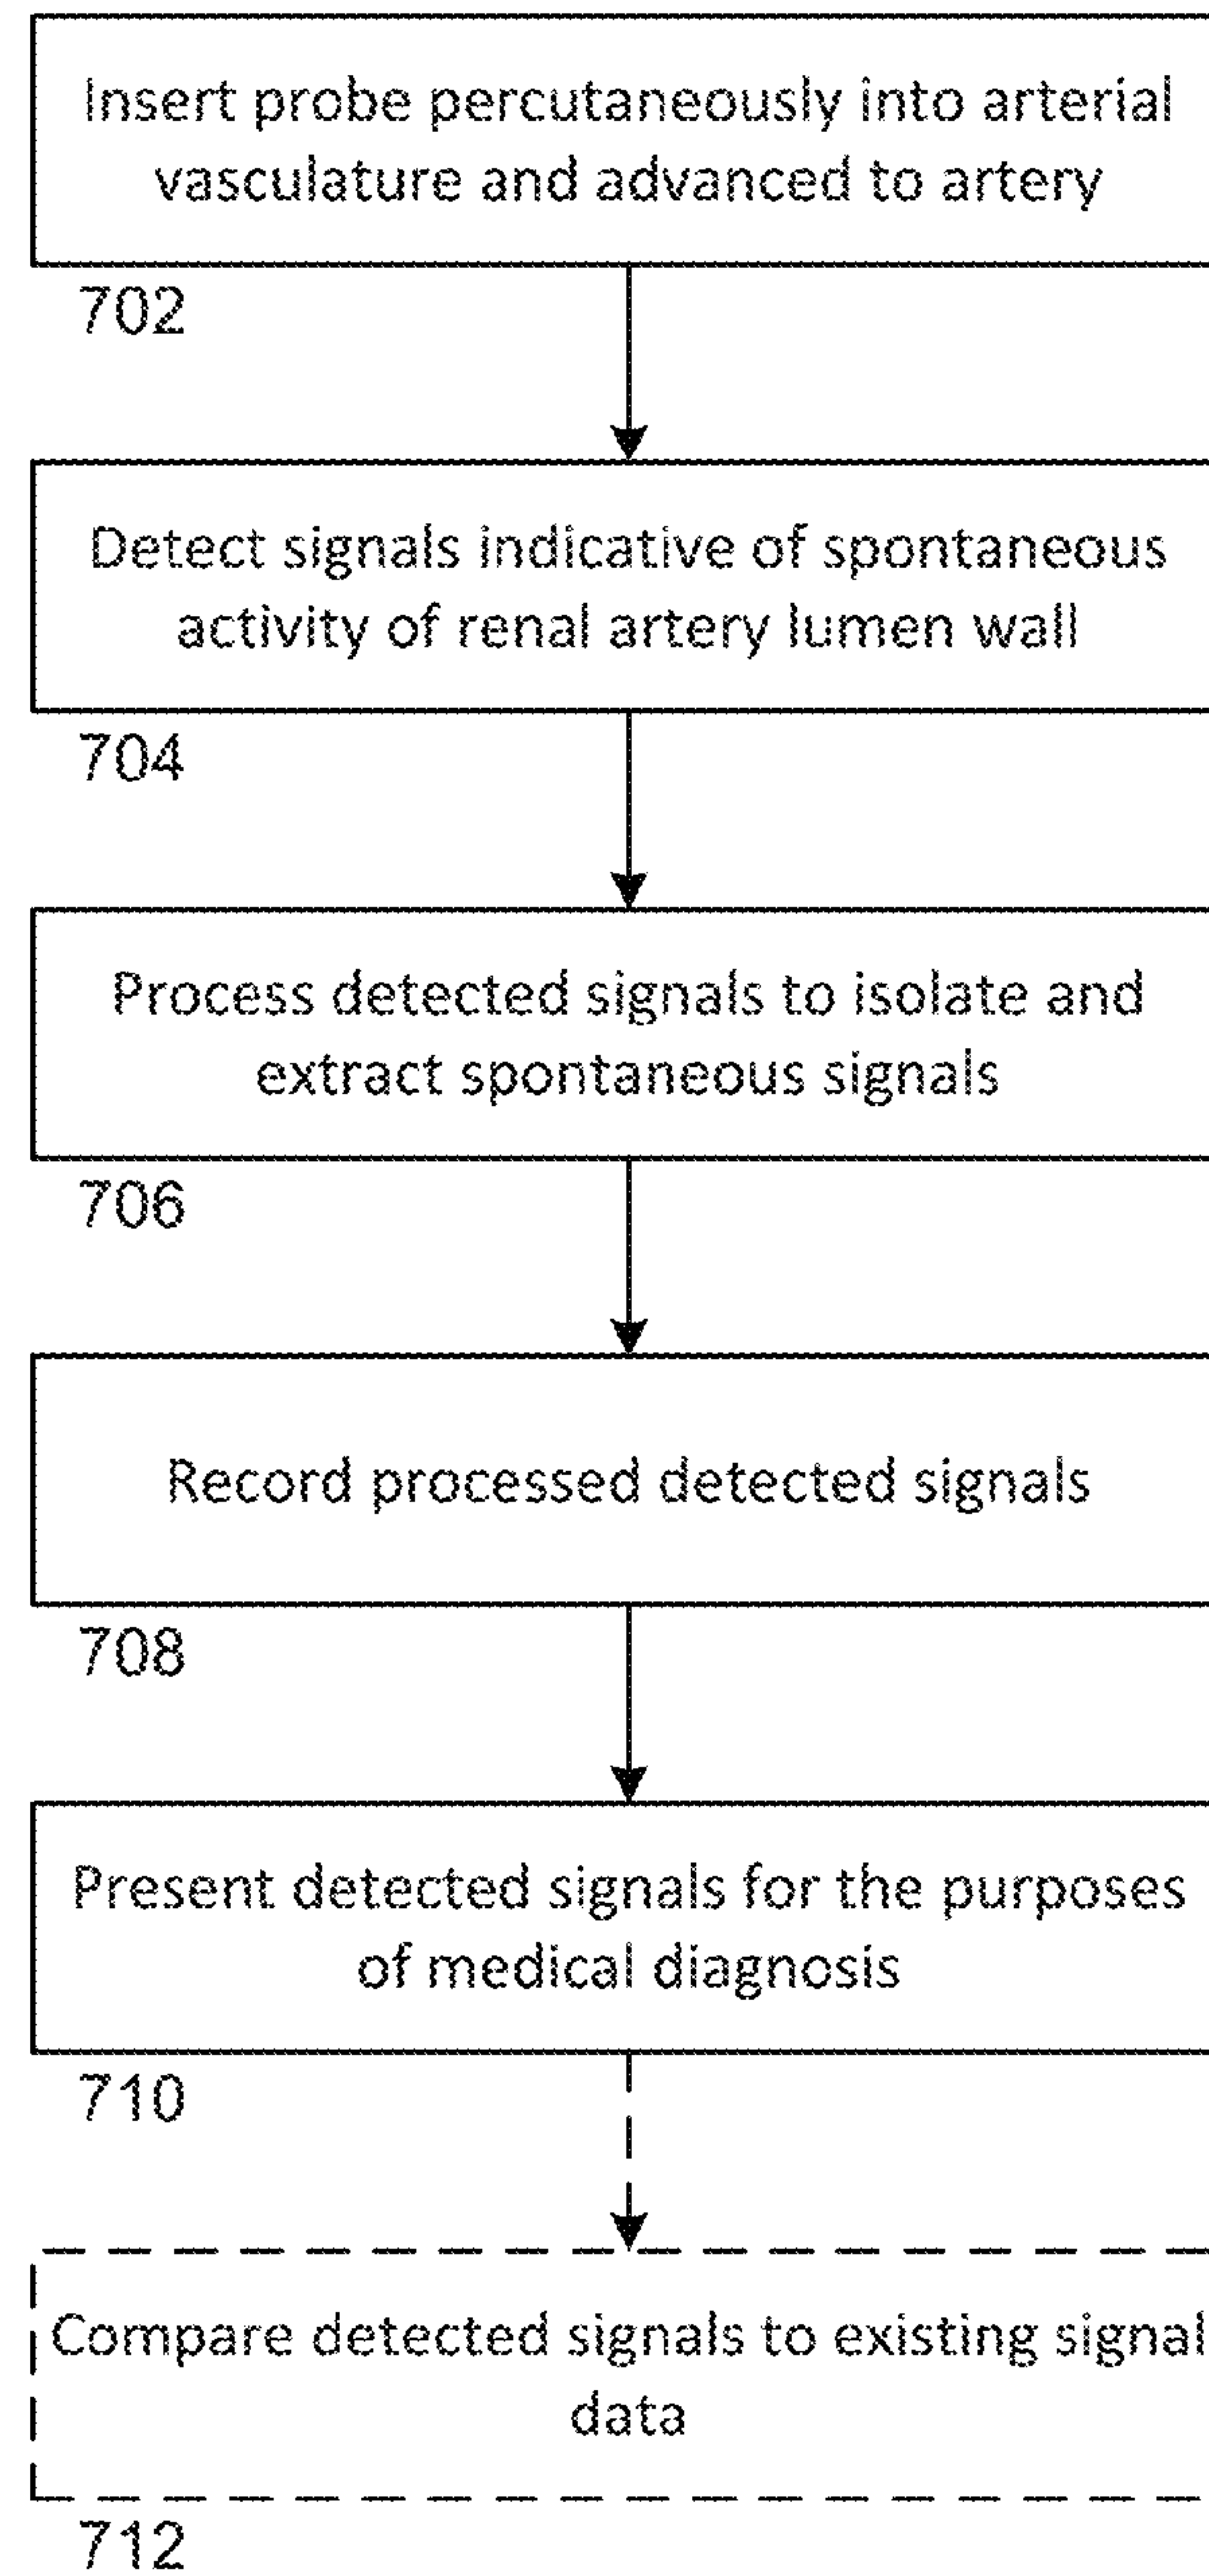 Insert probe percutaneously into arterial
vasculature and advanced to artery
702
Detect signals indicative of spontaneous
activity of renal artery lumen wall
704
Process detected signals to isolate and
extract spontaneous signals
706
Record processed detected signals
708
Present detected signals for the purposes
of medical diagnosis
710
Compare detected signals to existing signal
data
712